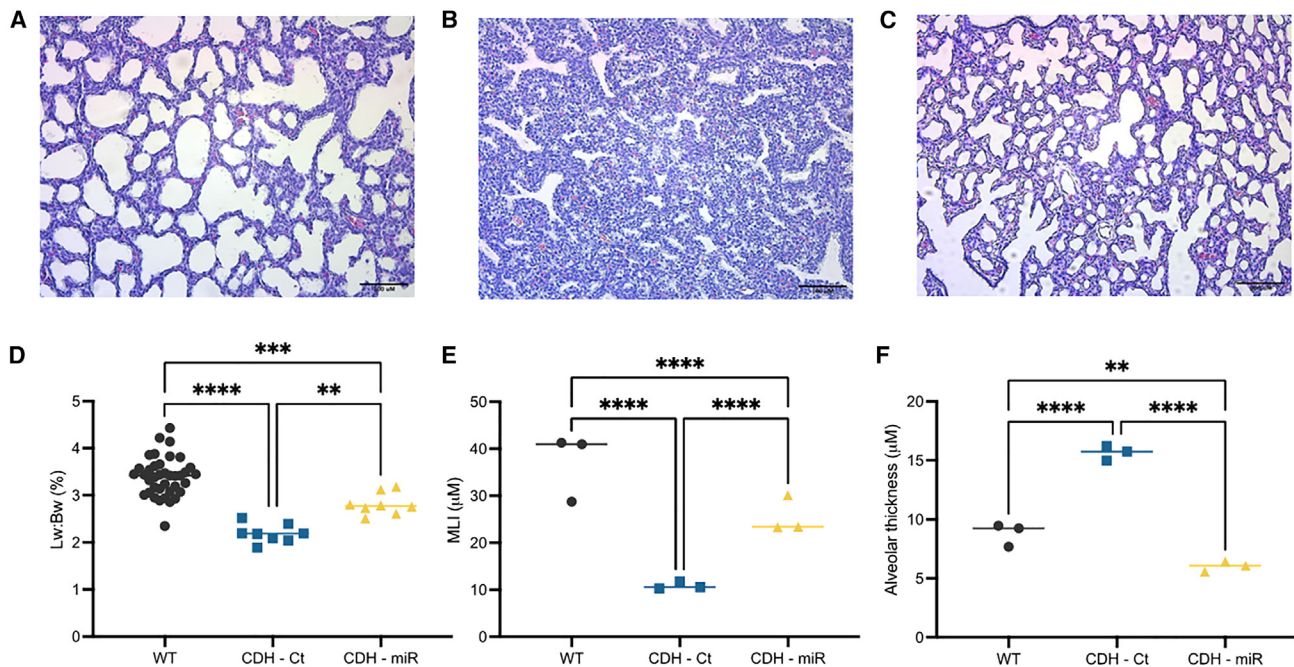 A
B
C
D
***
****
**
Lw:Bw (%)
5
4
3
2
1
0
WT
CDH - Ct
CDH - miR
E
****
****
****
MLI (μM)
50
40
30
20
10
0
WT
CDH - Ct
CDH - miR
F
**
****
****
Alveolar thickness (μM)
20
15
10
5
0
WT
CDH - Ct
CDH - miR